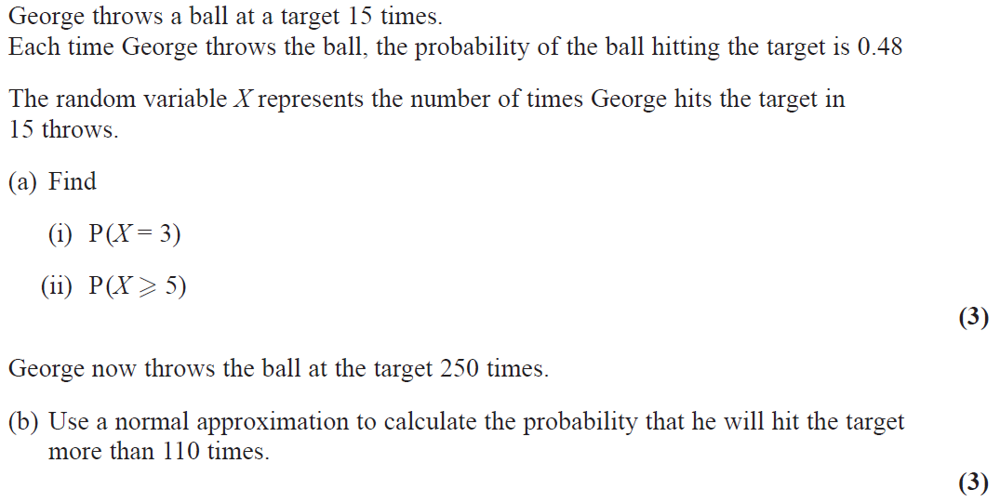 George throws a ball at a target 15 times.
Each time George throws the ball, the probability of the ball hitting the target is 0.48
The random variable X represents the number of times George hits the target in
15 throws.
(a) Find
(i) P(X = 3)
(ii) P(X ⩾ 5)
(3)
George now throws the ball at the target 250 times.
(b) Use a normal approximation to calculate the probability that he will hit the target
more than 110 times.
(3)